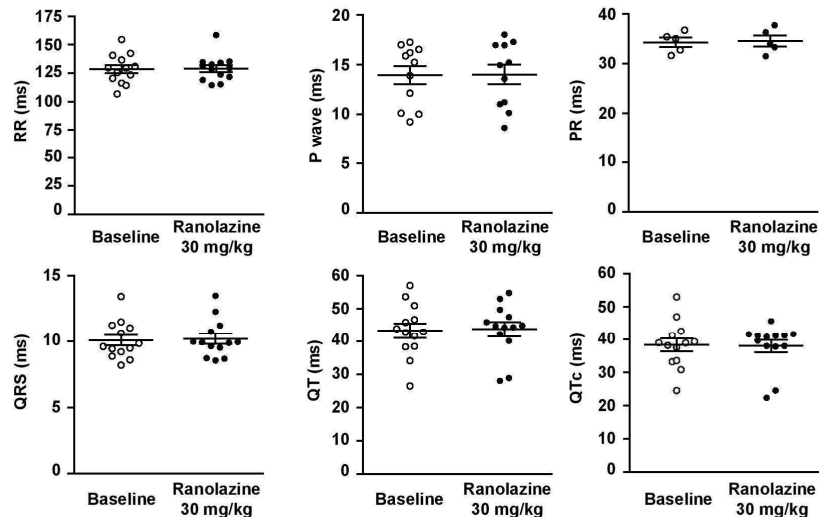 RR (ms)
175
150
125
100
75
50
25
0
Baseline
Ranolazine
30 mg/kg
P wave (ms)
20
15
10
5
0
Baseline
Ranolazine
30 mg/kg
PR (ms)
40
30
20
10
0
Baseline
Ranolazine
30 mg/kg
QRS (ms)
15
10
5
0
Baseline
Ranolazine
30 mg/kg
QT (ms)
60
50
40
30
20
10
0
Baseline
Ranolazine
30 mg/kg
QTc (ms)
60
50
40
30
20
10
0
Baseline
Ranolazine
30 mg/kg